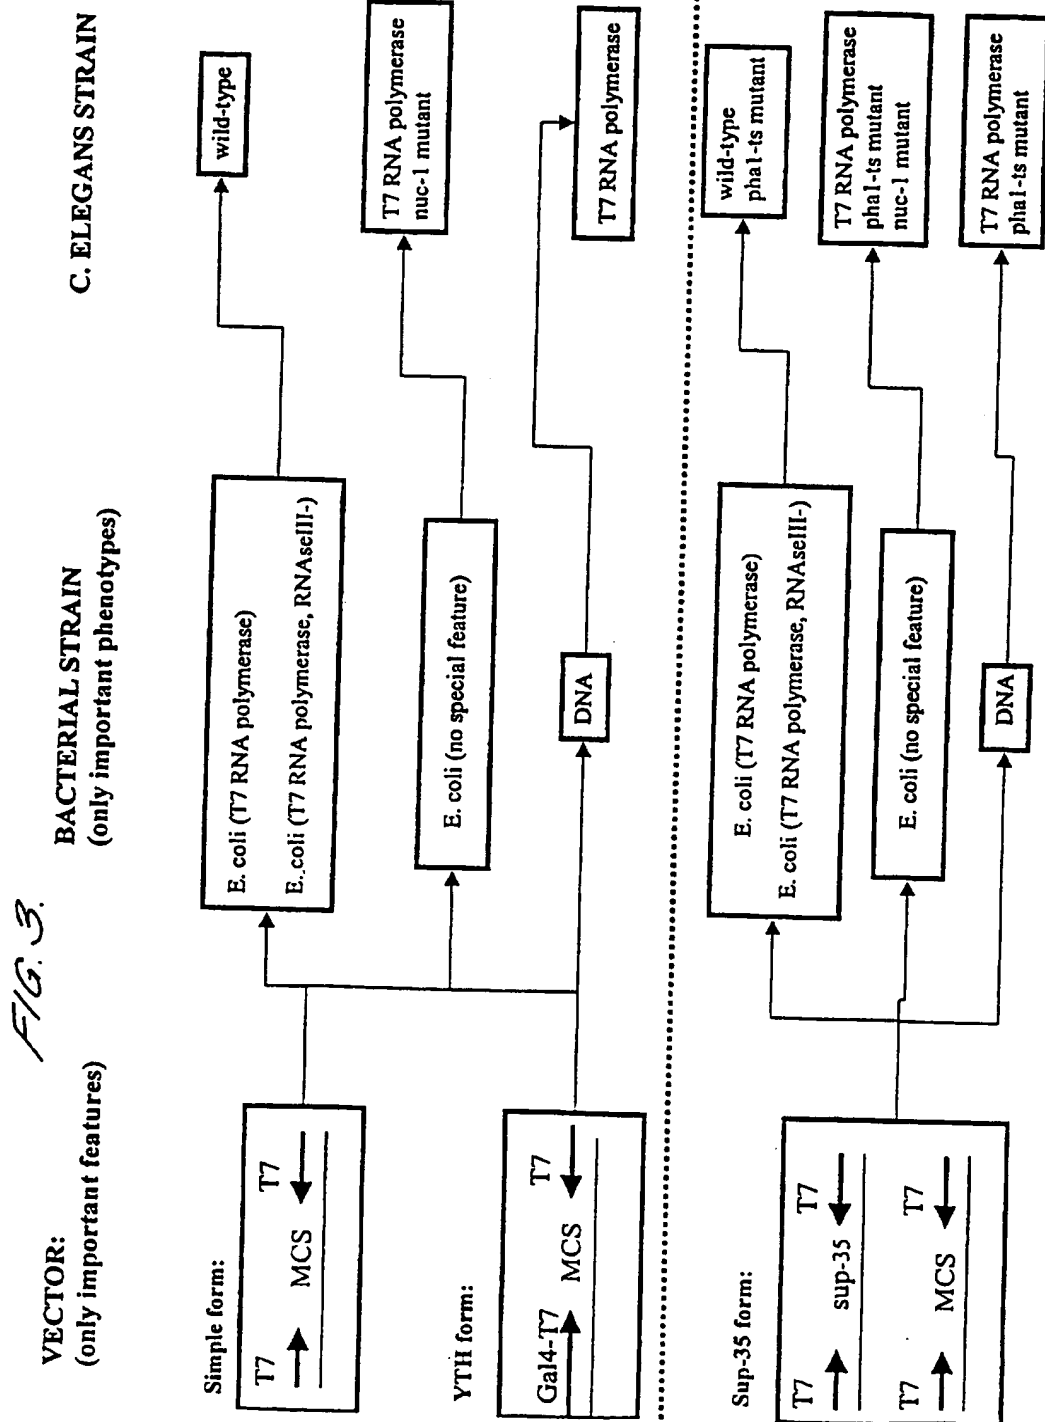 FIG. 3.
VECTOR:
(only important features)
BACTERIAL STRAIN
(only important phenotypes)
C. ELEGANS STRAIN
Simple form:
T7 T7
MCS
E. coli (T7 RNA polymerase)
E. coli (T7 RNA polymerase, RNAseIII-)
wild-type
E. coli (no special feature)
T7 RNA polymerase
nuc-1 mutant
YTH form:
Gal4-T7 T7
MCS
DNA
T7 RNA polymerase
Sup-35 form:
T7 T7
sup-35
T7 T7
MCS
E. coli (T7 RNA polymerase)
E. coli (T7 RNA polymerase, RNAseIII-)
wild-type
pha1-ts mutant
E. coli (no special feature)
T7 RNA polymerase
pha1-ts mutant
nuc-1 mutant
DNA
T7 RNA polymerase
pha1-ts mutant